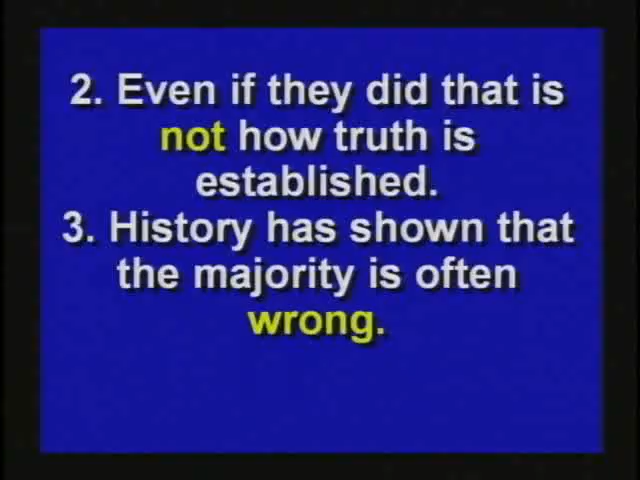 2. Even if they did that is
not how truth is
established.
3. History has shown that
the majority is often
wrong.